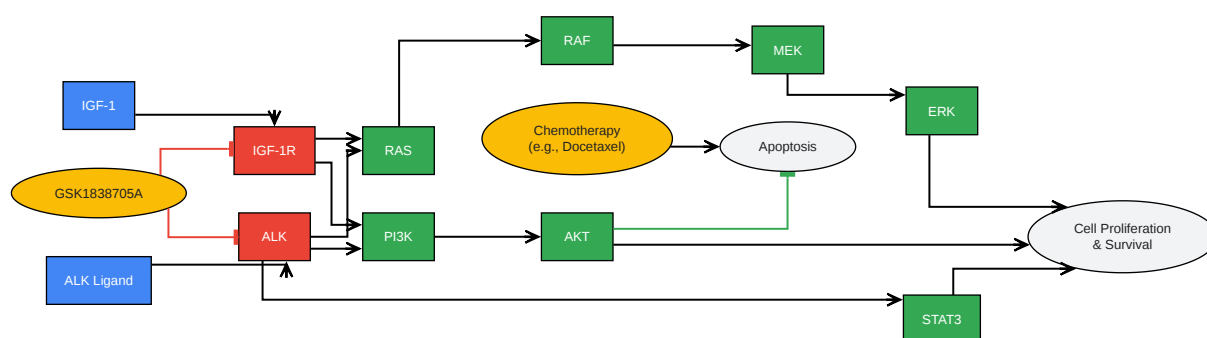 RAF
MEK
IGF-1
ERK
Chemotherapy
(e.g., Docetaxel)
IGF-1R
RAS
Apoptosis
GSK1838705A
ALK
PI3K
AKT
Cell Proliferation
& Survival
ALK Ligand
STAT3